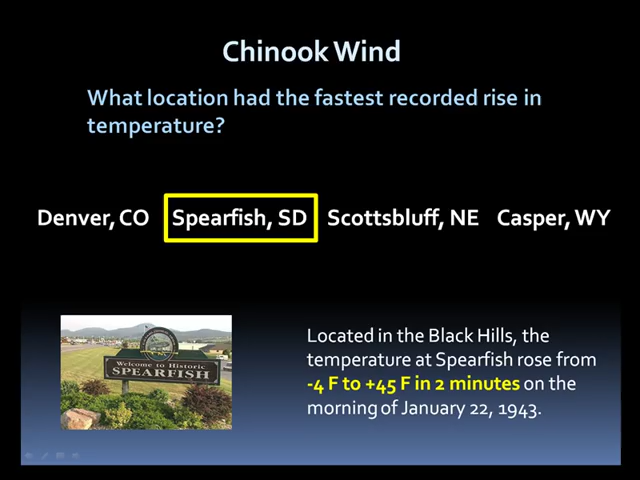 Chinook Wind
What location had the fastest recorded rise in
temperature?
Denver, CO Spearfish, SD Scottsbluff, NE Casper, WY
Welcome to Historic
SPEARFISH
Located in the Black Hills, the
temperature at Spearfish rose from
-4 F to +45 F in 2 minutes on the
morning of January 22, 1943.